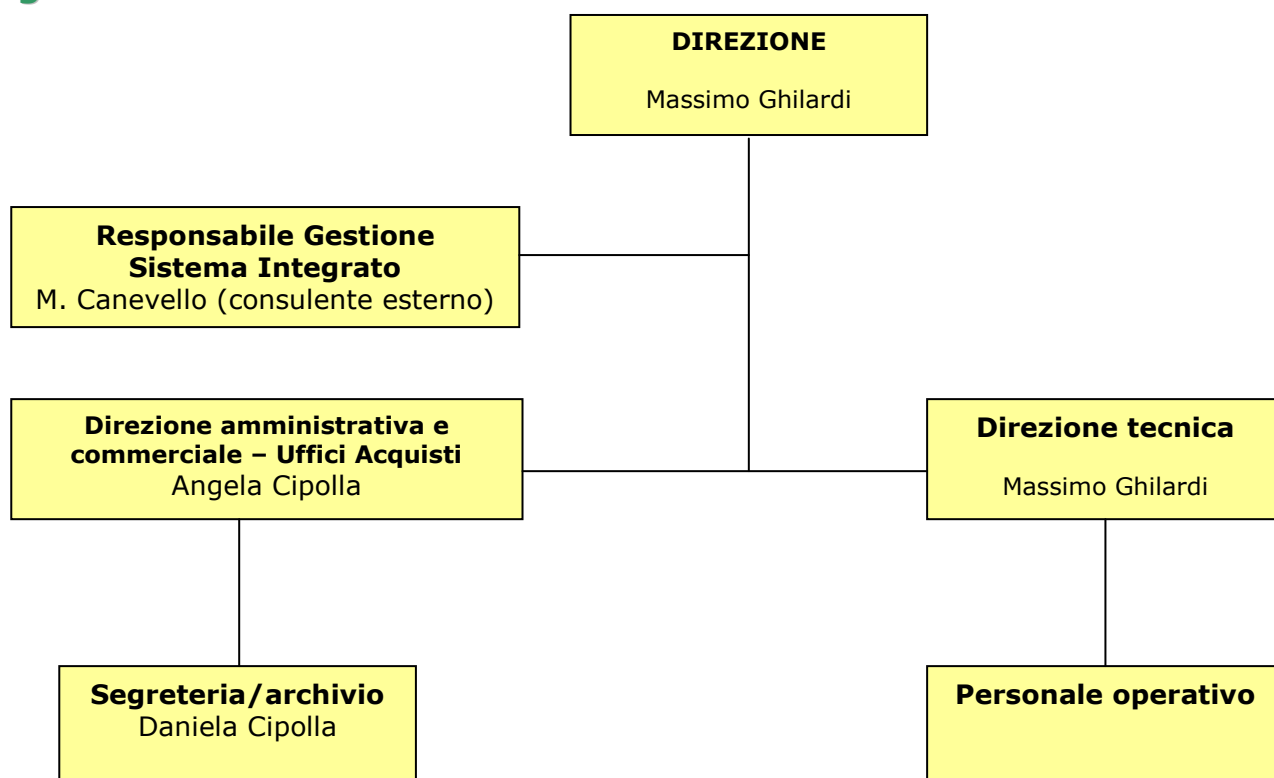 DIREZIONE
Massimo Ghilardi
Responsabile Gestione
Sistema Integrato
M. Canevello (consulente esterno)
Direzione amministrativa e
commerciale – Uffici Acquisti
Angela Cipolla
Direzione tecnica
Massimo Ghilardi
Segreteria/archivio
Daniela Cipolla
Personale operativo